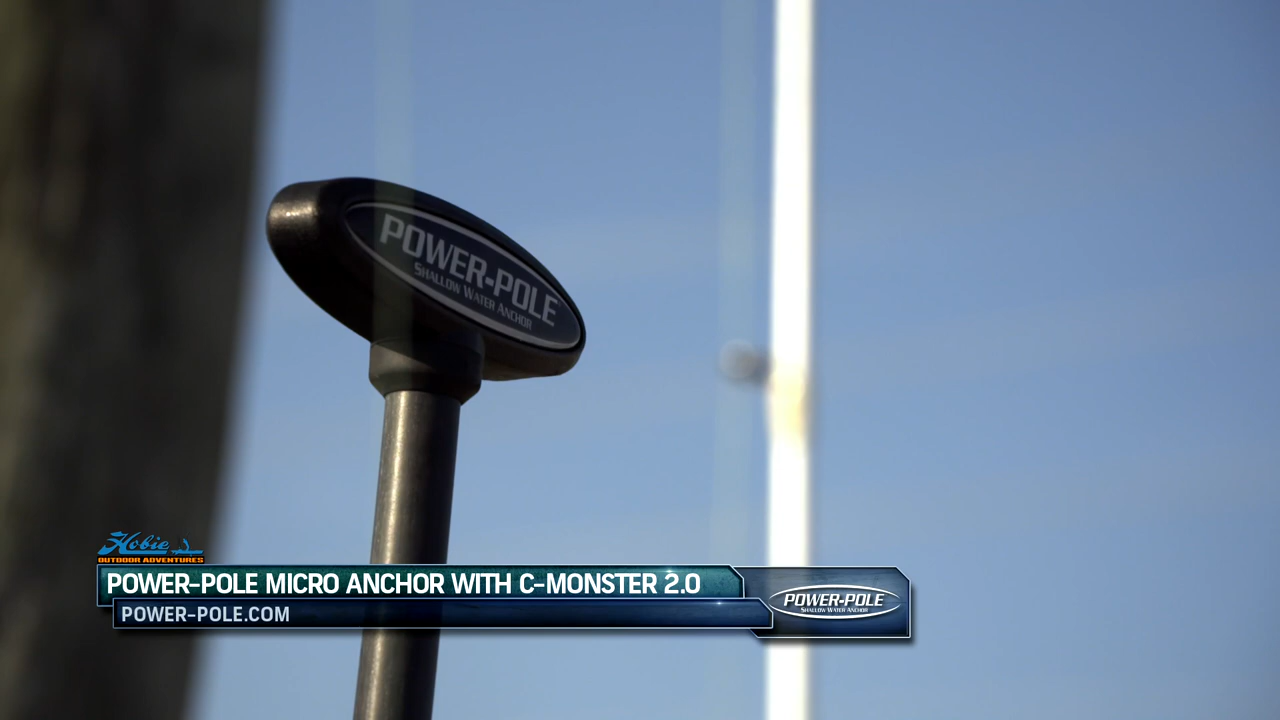 POWER-POLE
SHALLOW WATER ANCHOR
Hobie
OUTDOOR ADVENTURES
POWER-POLE MICRO ANCHOR WITH C-MONSTER 2.0
POWER-POLE.COM
POWER-POLE
SHALLOW WATER ANCHOR